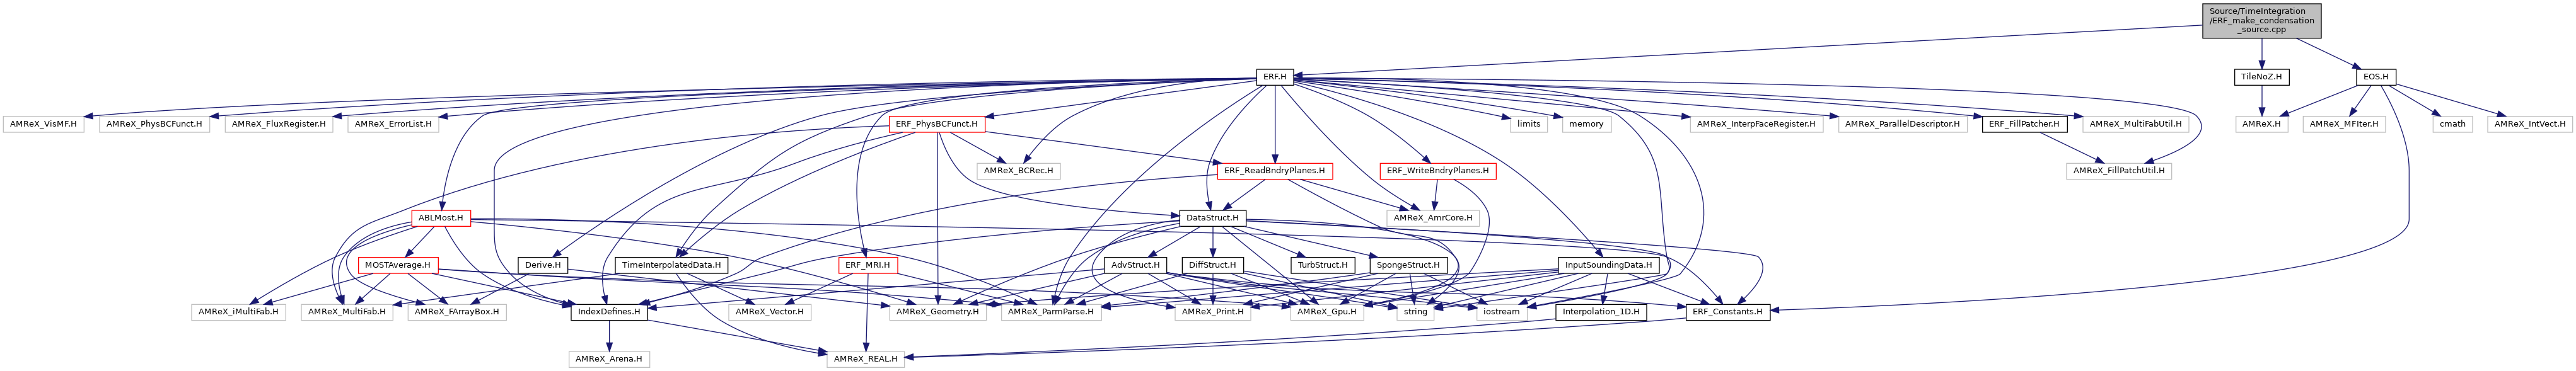 Source/TimeIntegration
/ERF_make_condensation
_source.cpp
ERF.H
TileNoZ.H
EOS.H
AMReX_VisMF.H
AMReX_PhysBCFunct.H
AMReX_FluxRegister.H
AMReX_ErrorList.H
ERF_PhysBCFunct.H
limits
memory
AMReX_InterpFaceRegister.H
AMReX_ParallelDescriptor.H
ERF_FillPatcher.H
AMReX_MultiFabUtil.H
AMReX.H
AMReX_MFIter.H
cmath
AMReX_IntVect.H
AMReX_BCRec.H
ERF_ReadBndryPlanes.H
ERF_WriteBndryPlanes.H
AMReX_FillPatchUtil.H
ABLMost.H
DataStruct.H
AMReX_AmrCore.H
MOSTAverage.H
Derive.H
TimeInterpolatedData.H
ERF_MRI.H
AdvStruct.H
DiffStruct.H
TurbStruct.H
SpongeStruct.H
InputSoundingData.H
AMReX_iMultiFab.H
AMReX_MultiFab.H
AMReX_FArrayBox.H
IndexDefines.H
AMReX_Vector.H
AMReX_Geometry.H
AMReX_ParmParse.H
AMReX_Print.H
AMReX_Gpu.H
string
iostream
Interpolation_1D.H
ERF_Constants.H
AMReX_Arena.H
AMReX_REAL.H